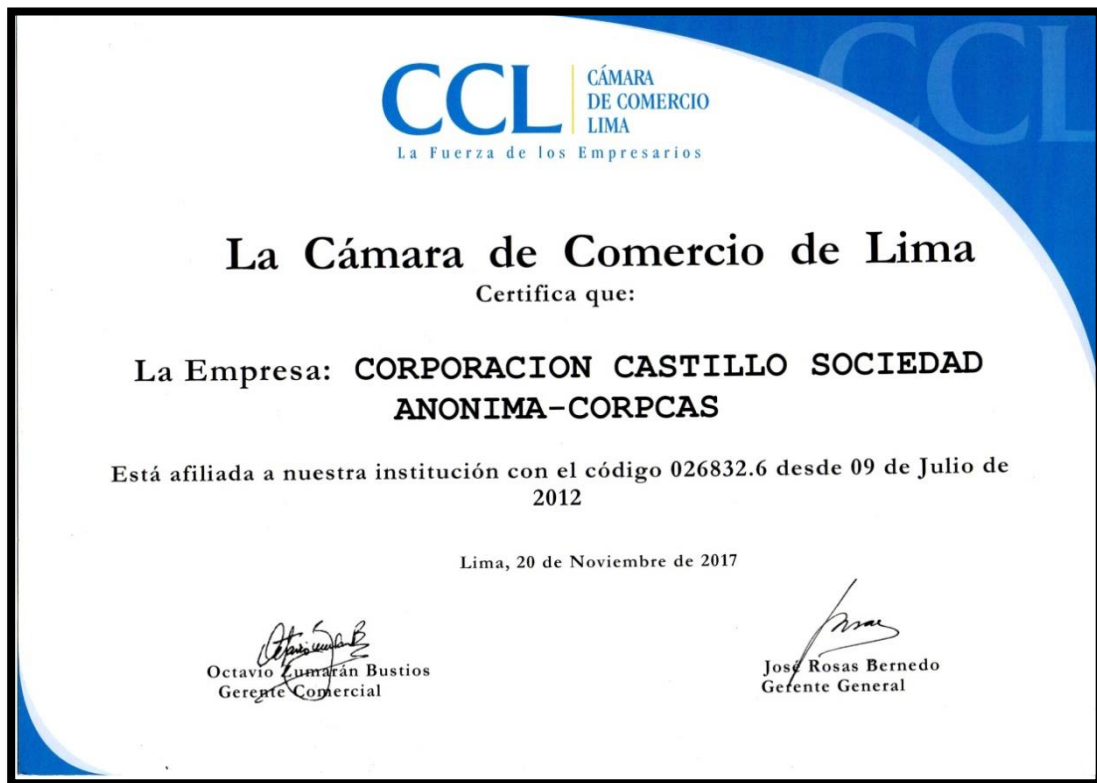 CCL
CCL
CÁMARA
DE COMERCIO
LIMA
La Fuerza de los Empresarios
La Cámara de Comercio de Lima
Certifica que:
La Empresa: CORPORACION CASTILLO SOCIEDAD
ANONIMA-CORPCAS
Está afiliada a nuestra institución con el código 026832.6 desde 09 de Julio de
2012
Lima, 20 de Noviembre de 2017
Octavio Zumarán Bustios
Gerente Comercial
José Rosas Bernedo
Gerente General